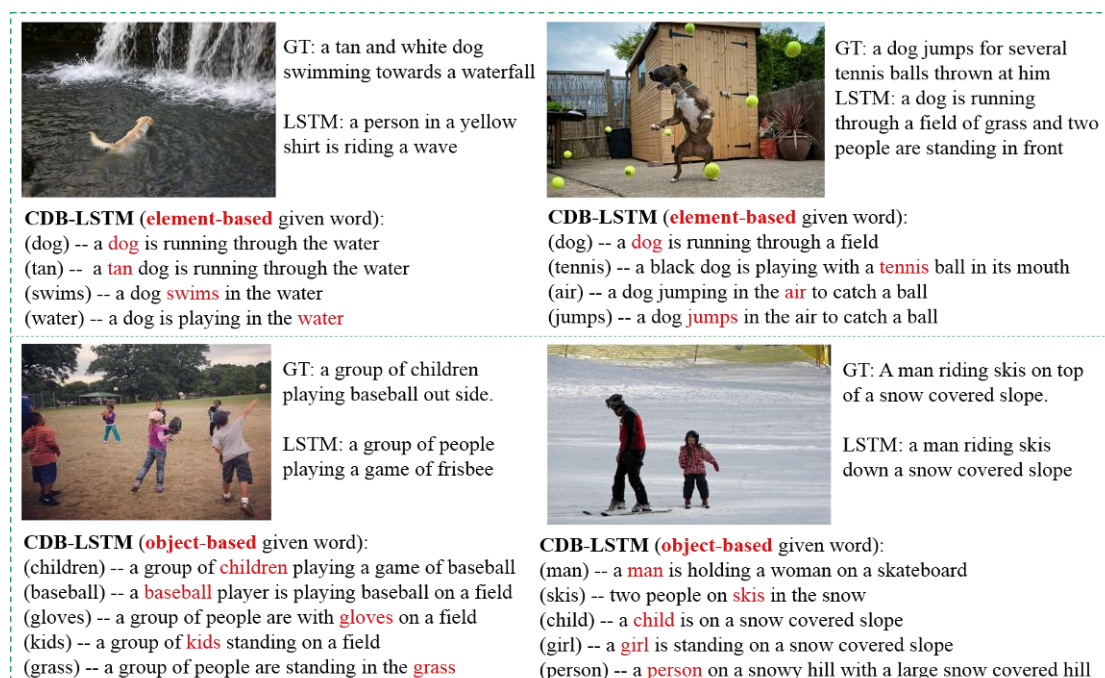 GT: a tan and white dog
swimming towards a waterfall
LSTM: a person in a yellow
shirt is riding a wave
CDB-LSTM (element-based given word):
(dog) -- a dog is running through the water
(tan) -- a tan dog is running through the water
(swims) -- a dog swims in the water
(water) -- a dog is playing in the water
GT: a dog jumps for several
tennis balls thrown at him
LSTM: a dog is running
through a field of grass and two
people are standing in front
CDB-LSTM (element-based given word):
(dog) -- a dog is running through a field
(tennis) -- a black dog is playing with a tennis ball in its mouth
(air) -- a dog jumping in the air to catch a ball
(jumps) -- a dog jumps in the air to catch a ball
GT: a group of children
playing baseball out side.
LSTM: a group of people
playing a game of frisbee
CDB-LSTM (object-based given word):
(children) -- a group of children playing a game of baseball
(baseball) -- a baseball player is playing baseball on a field
(gloves) -- a group of people are with gloves on a field
(kids) -- a group of kids standing on a field
(grass) -- a group of people are standing in the grass
GT: A man riding skis on top
of a snow covered slope.
LSTM: a man riding skis
down a snow covered slope
CDB-LSTM (object-based given word):
(man) -- a man is holding a woman on a skateboard
(skis) -- two people on skis in the snow
(child) -- a child is on a snow covered slope
(girl) -- a girl is standing on a snow covered slope
(person) -- a person on a snowy hill with a large snow covered hill